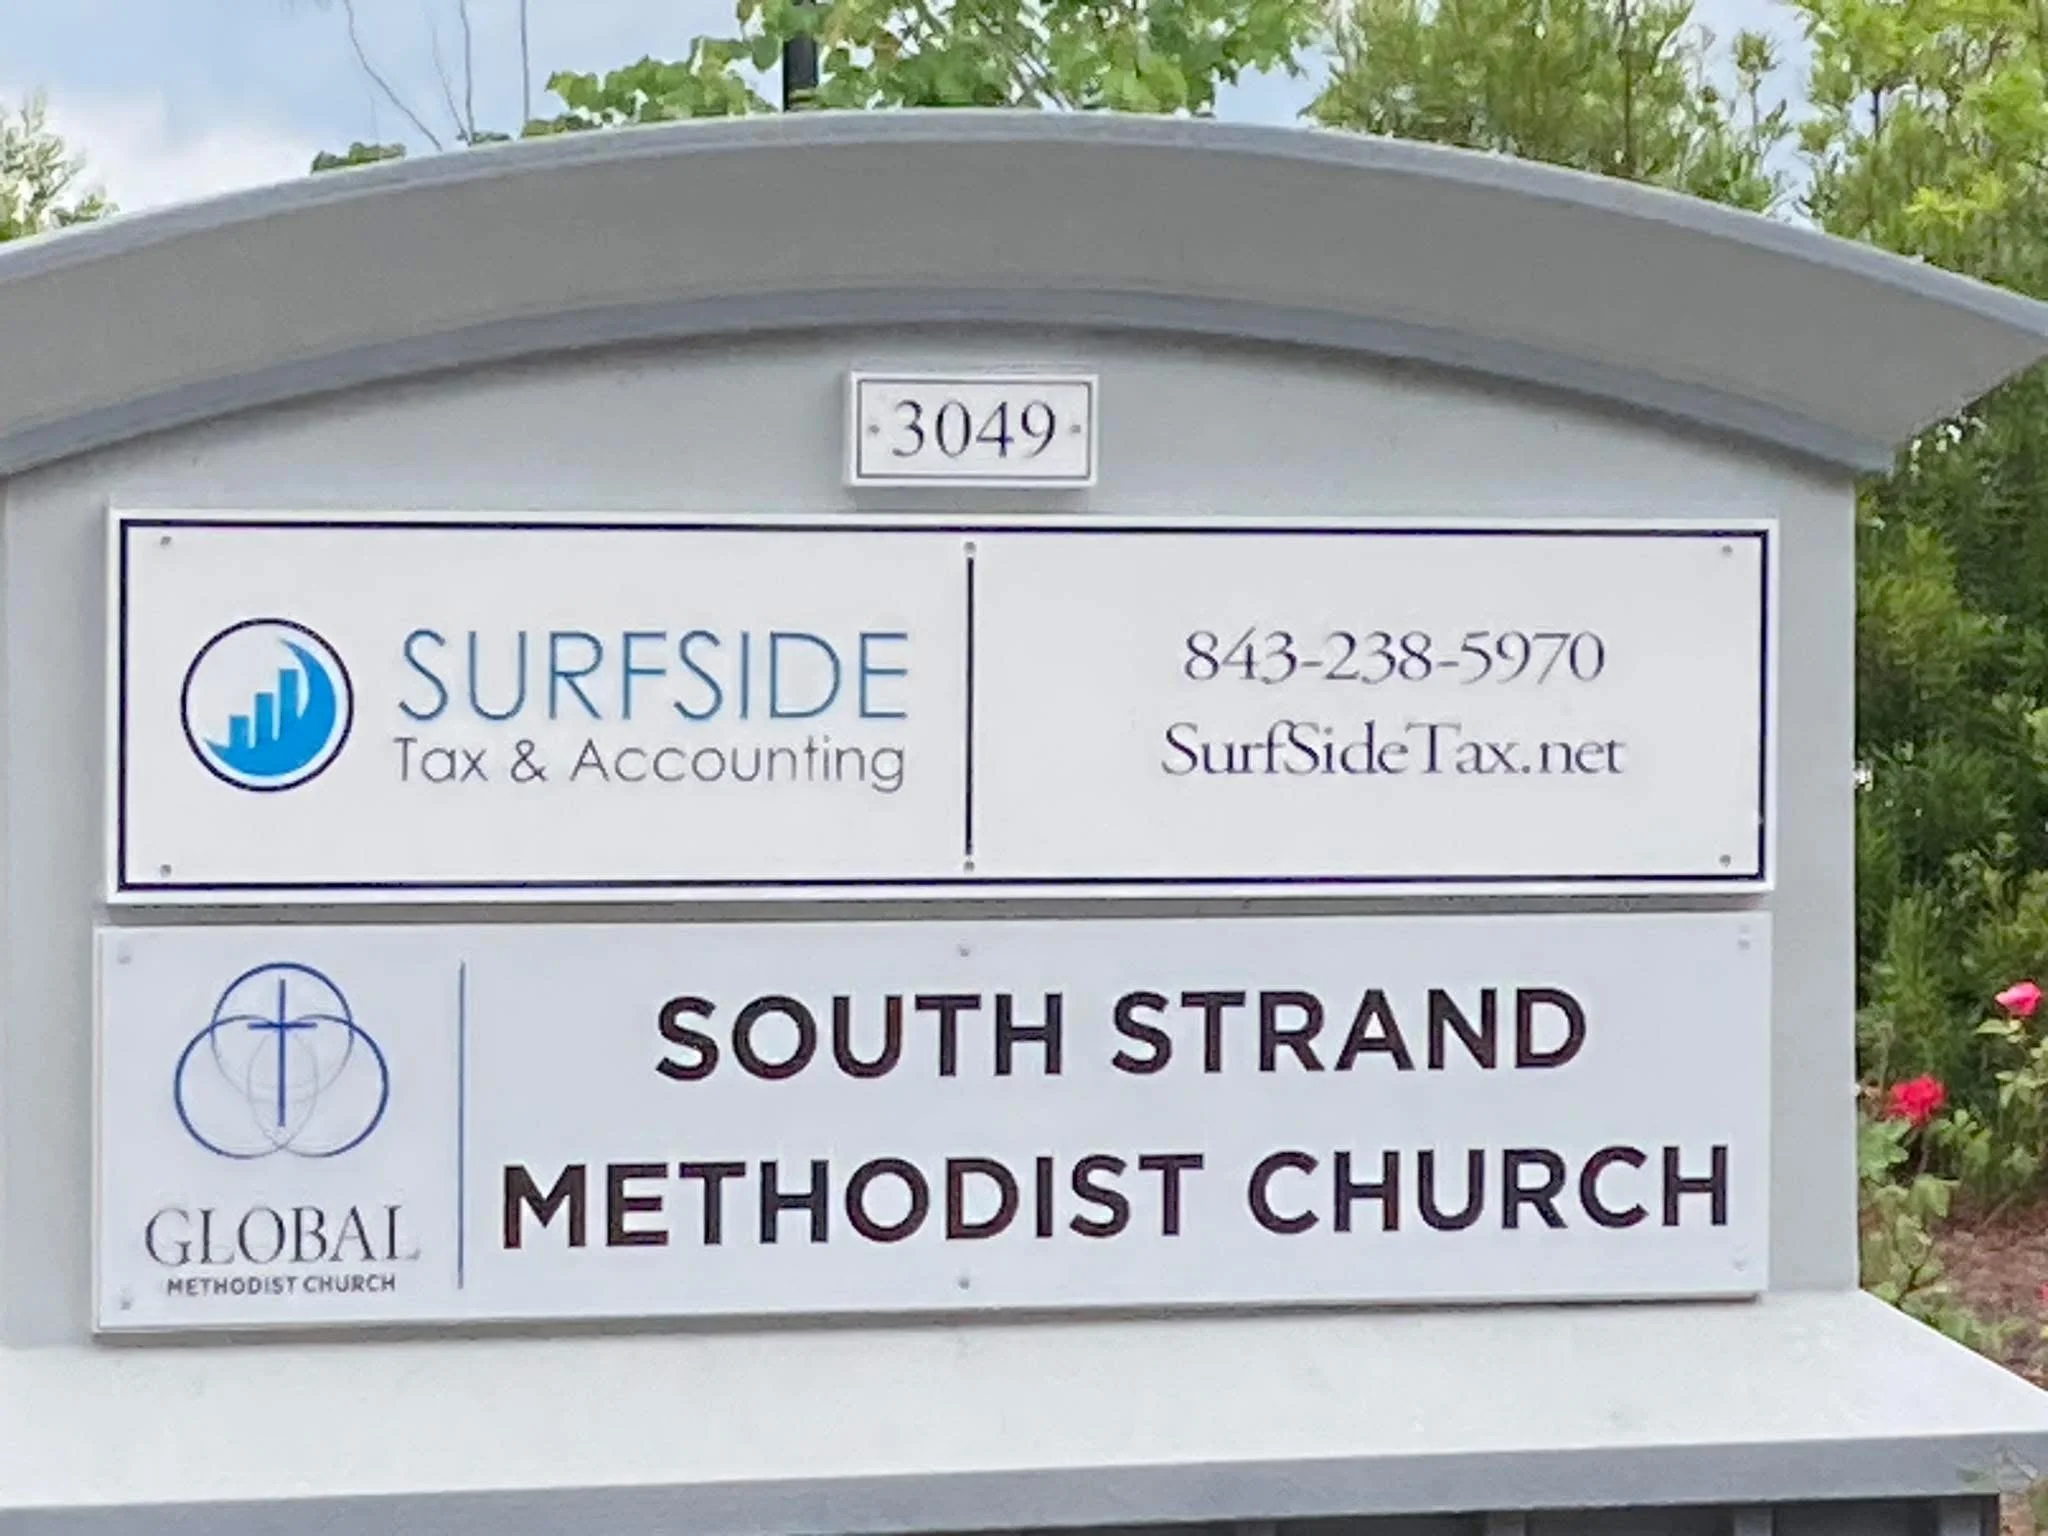 3049
SURFSIDE
Tax & Accounting
843-238-5970
SurfSideTax.net
GLOBAL
METHODIST CHURCH
SOUTH STRAND
METHODIST CHURCH